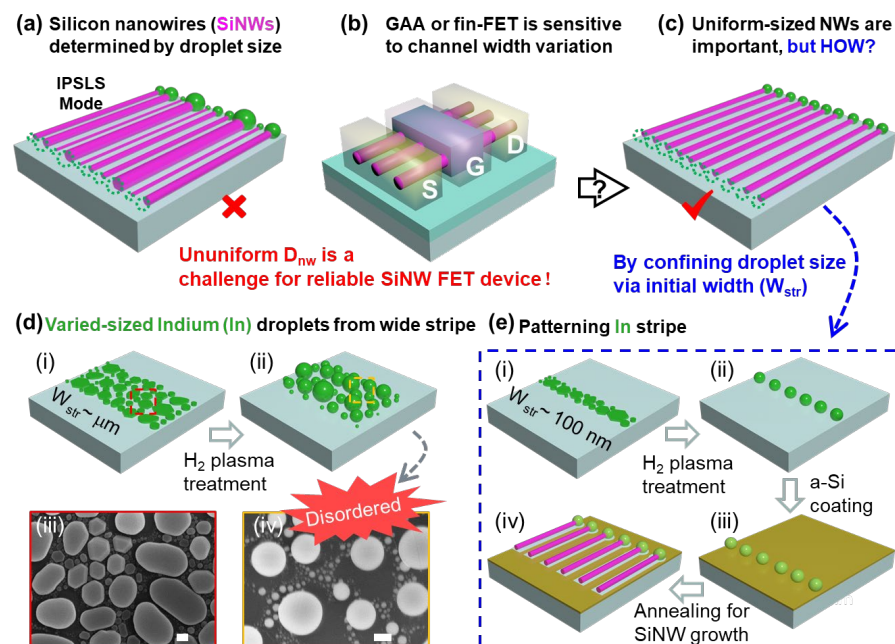 (a) Silicon nanowires (SiNWs)
determined by droplet size
IPSLS
Mode
Ununiform Dnw is a
challenge for reliable SiNW FET device!
(b) GAA or fin-FET is sensitive
to channel width variation
S
G
D
?
(c) Uniform-sized NWs are
important, but HOW?
By confining droplet size
via initial width (Wstr)
(d) Varied-sized Indium (In) droplets from wide stripe
(i)
Wstr~ μm
H2 plasma
treatment
(ii)
Disordered
(iii)
(iv)
(e) Patterning In stripe
(i)
Wstr~ 100 nm
H2 plasma
treatment
(ii)
a-Si
coating
(iii)
Annealing for
SiNW growth
(iv)